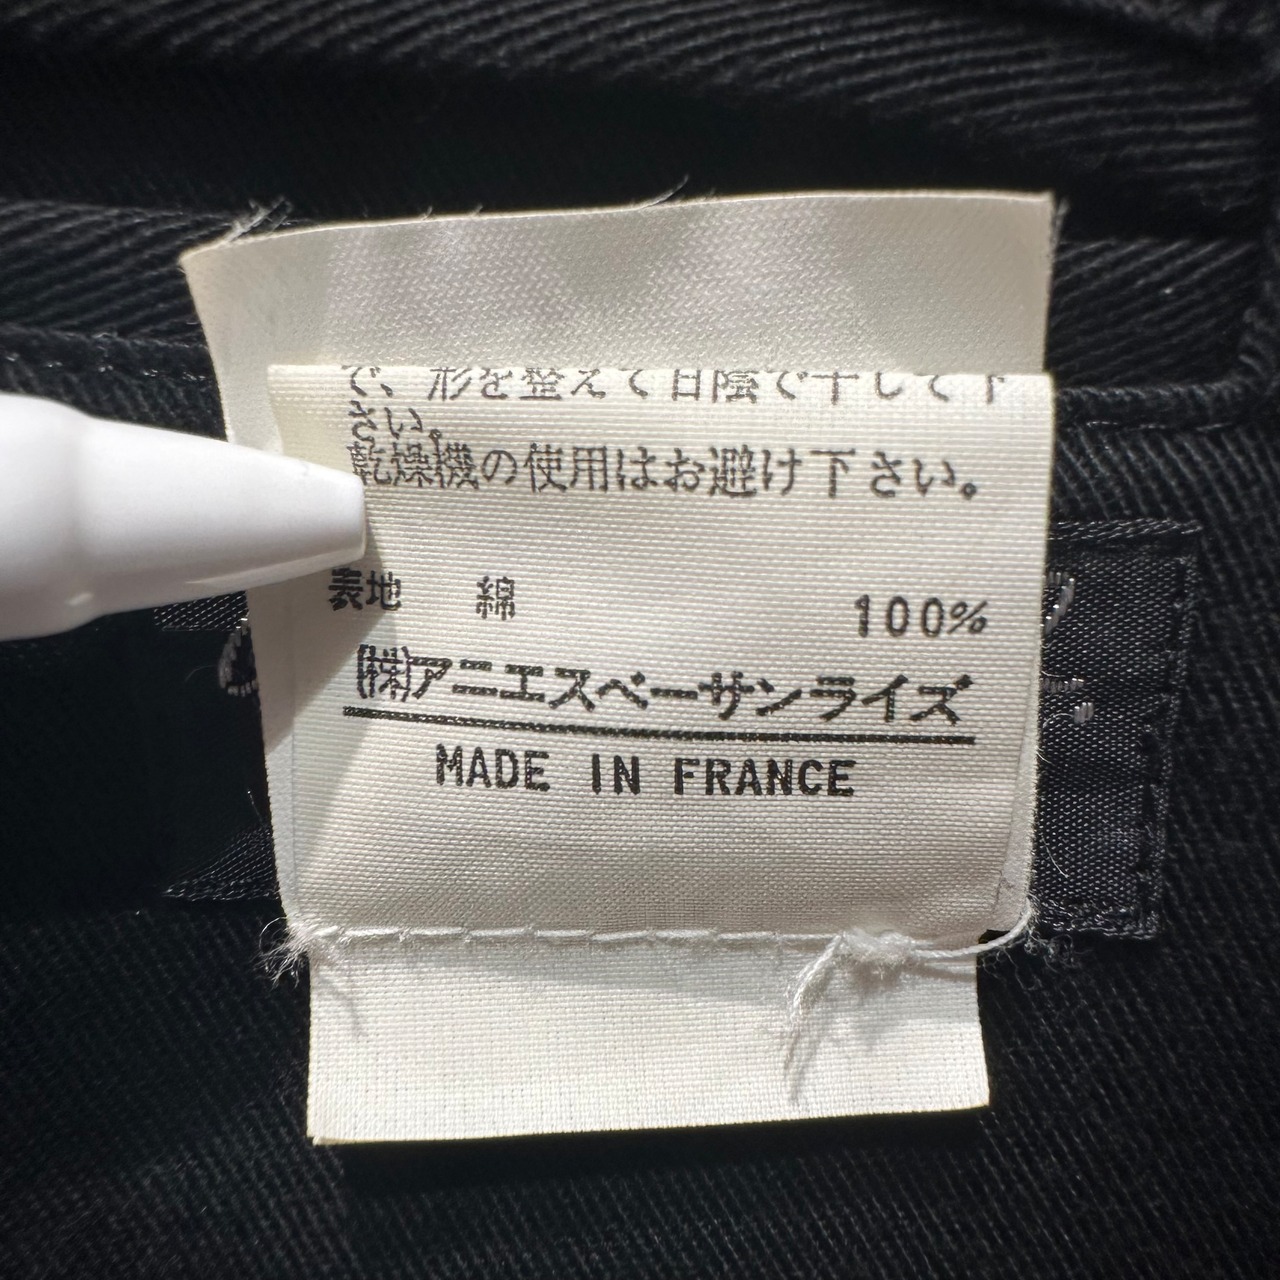 で、形を整えて日陰で干して下
さい。
乾燥機の使用はお避け下さい。
表地 綿 100%
(株)アニエスベーサンライズ
MADE IN FRANCE